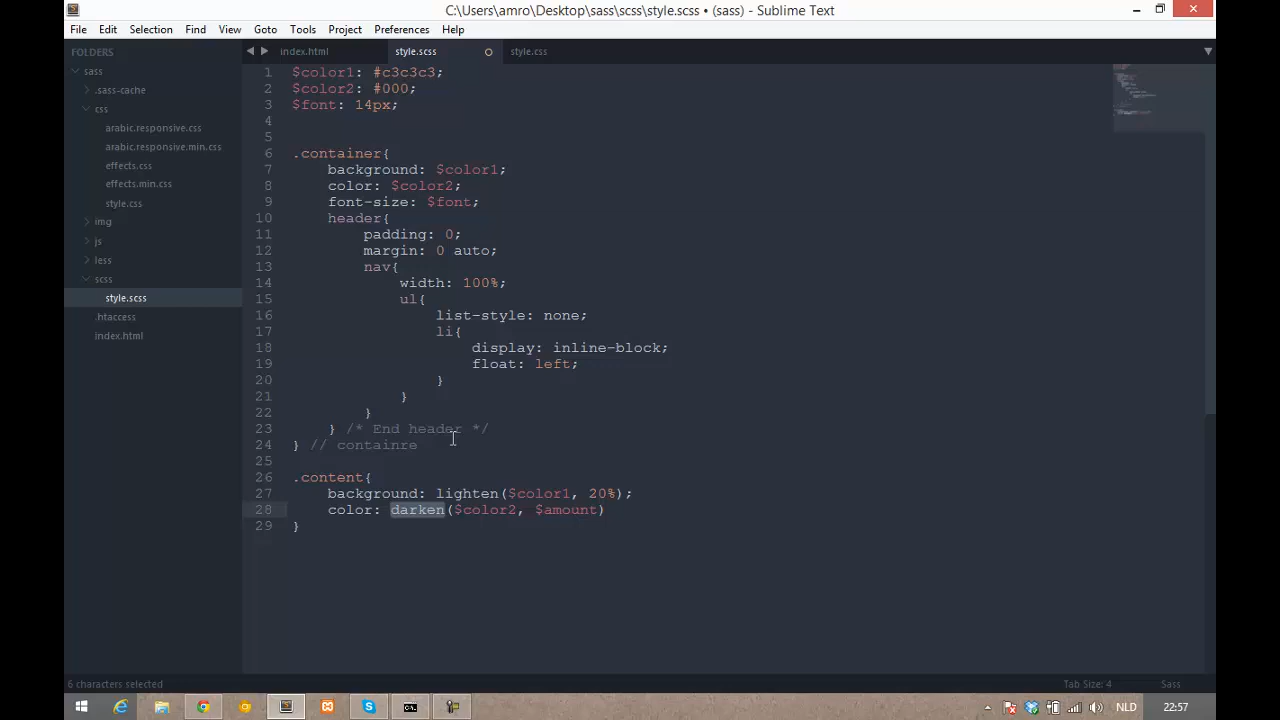 C:\Users\amro\Desktop\sass\scss\style.scss • (sass) - Sublime Text
File Edit Selection Find View Goto Tools Project Preferences Help
FOLDERS
sass
.sass-cache
css
arabic.responsive.css
arabic.responsive.min.css
effects.css
effects.min.css
style.css
img
js
less
scss
style.scss
.htaccess
index.html
index.html style.scss style.css
1 $color1: #c3c3c3;
2 $color2: #000;
3 $font: 14px;
4
5
6 .container{
7 background: $color1;
8 color: $color2;
9 font-size: $font;
10 header{
11 padding: 0;
12 margin: 0 auto;
13 nav{
14 width: 100%;
15 ul{
16 list-style: none;
17 li{
18 display: inline-block;
19 float: left;
20 }
21 }
22 }
23 } /* End header */
24 } // containre
25
26 .content{
27 background: lighten($color1, 20%);
28 color: darken($color2, $amount)
29 }
6 characters selected Tab Size: 4 Sass
NLD 22:57